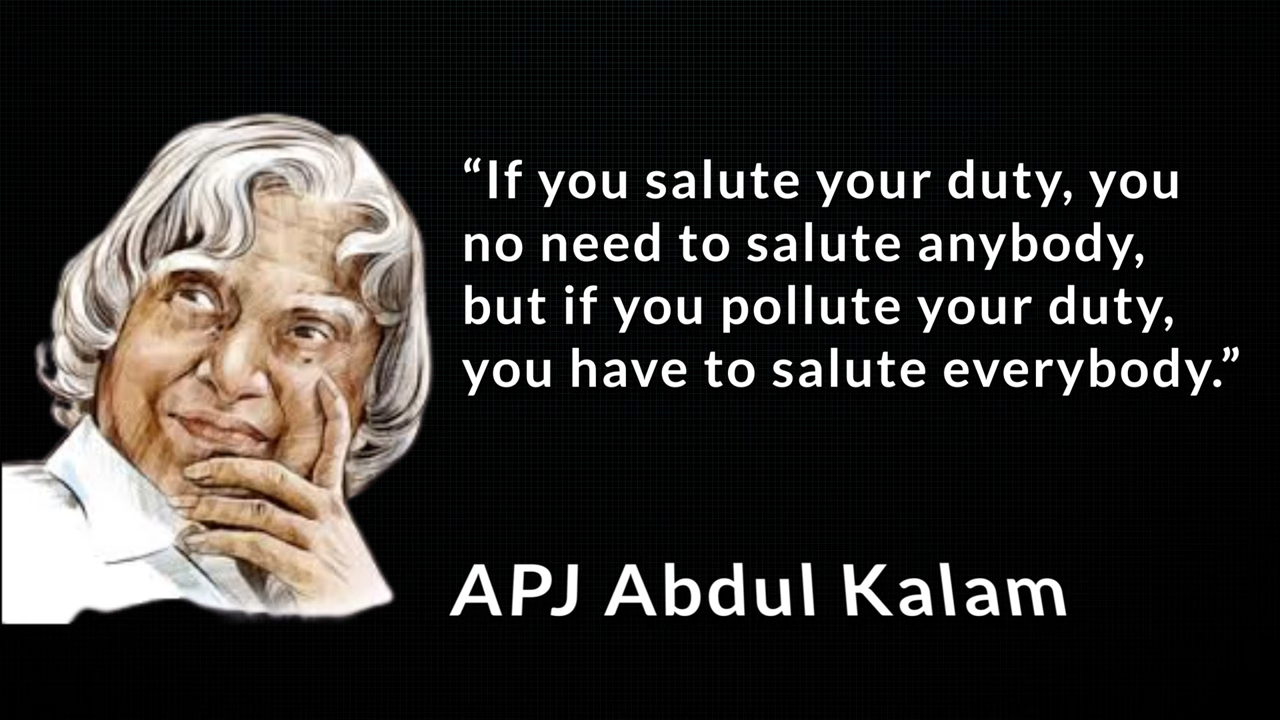 “If you salute your duty, you
no need to salute anybody,
but if you pollute your duty,
you have to salute everybody.”
APJ Abdul Kalam